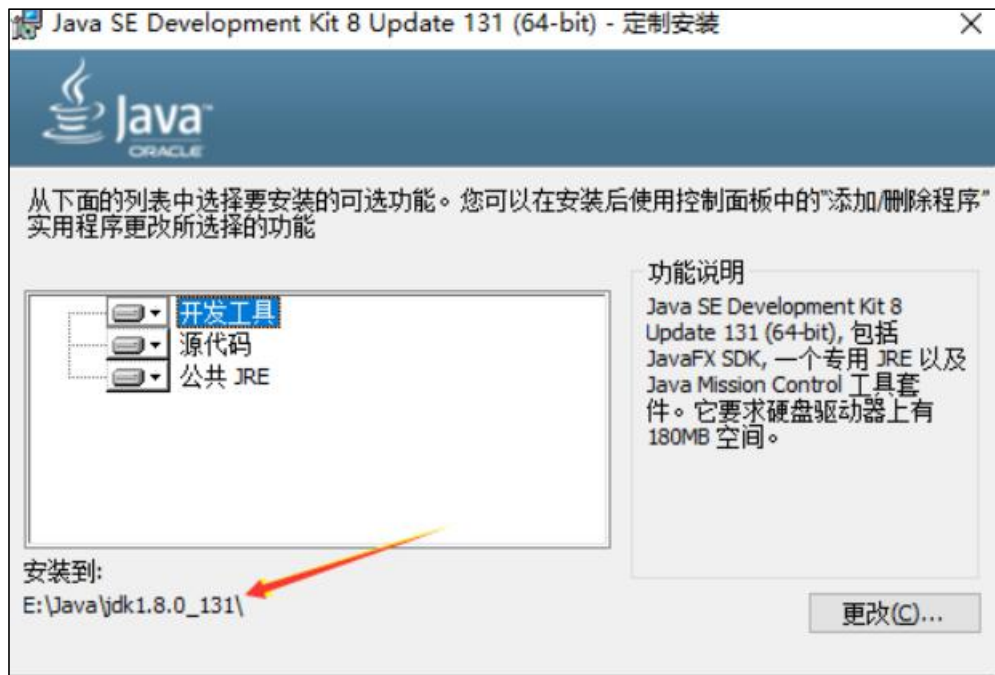 Java SE Development Kit 8 Update 131 (64-bit) - 定制安装
Java™
ORACLE
从下面的列表中选择要安装的可选功能。您可以在安装后使用控制面板中的"添加/删除程序"
实用程序更改所选择的功能
开发工具
源代码
公共 JRE
功能说明
Java SE Development Kit 8
Update 131 (64-bit), 包括
JavaFX SDK, 一个专用 JRE 以及
Java Mission Control 工具套
件。它要求硬盘驱动器上有
180MB 空间。
安装到:
E:\Java\jdk1.8.0_131\
更改(C)...